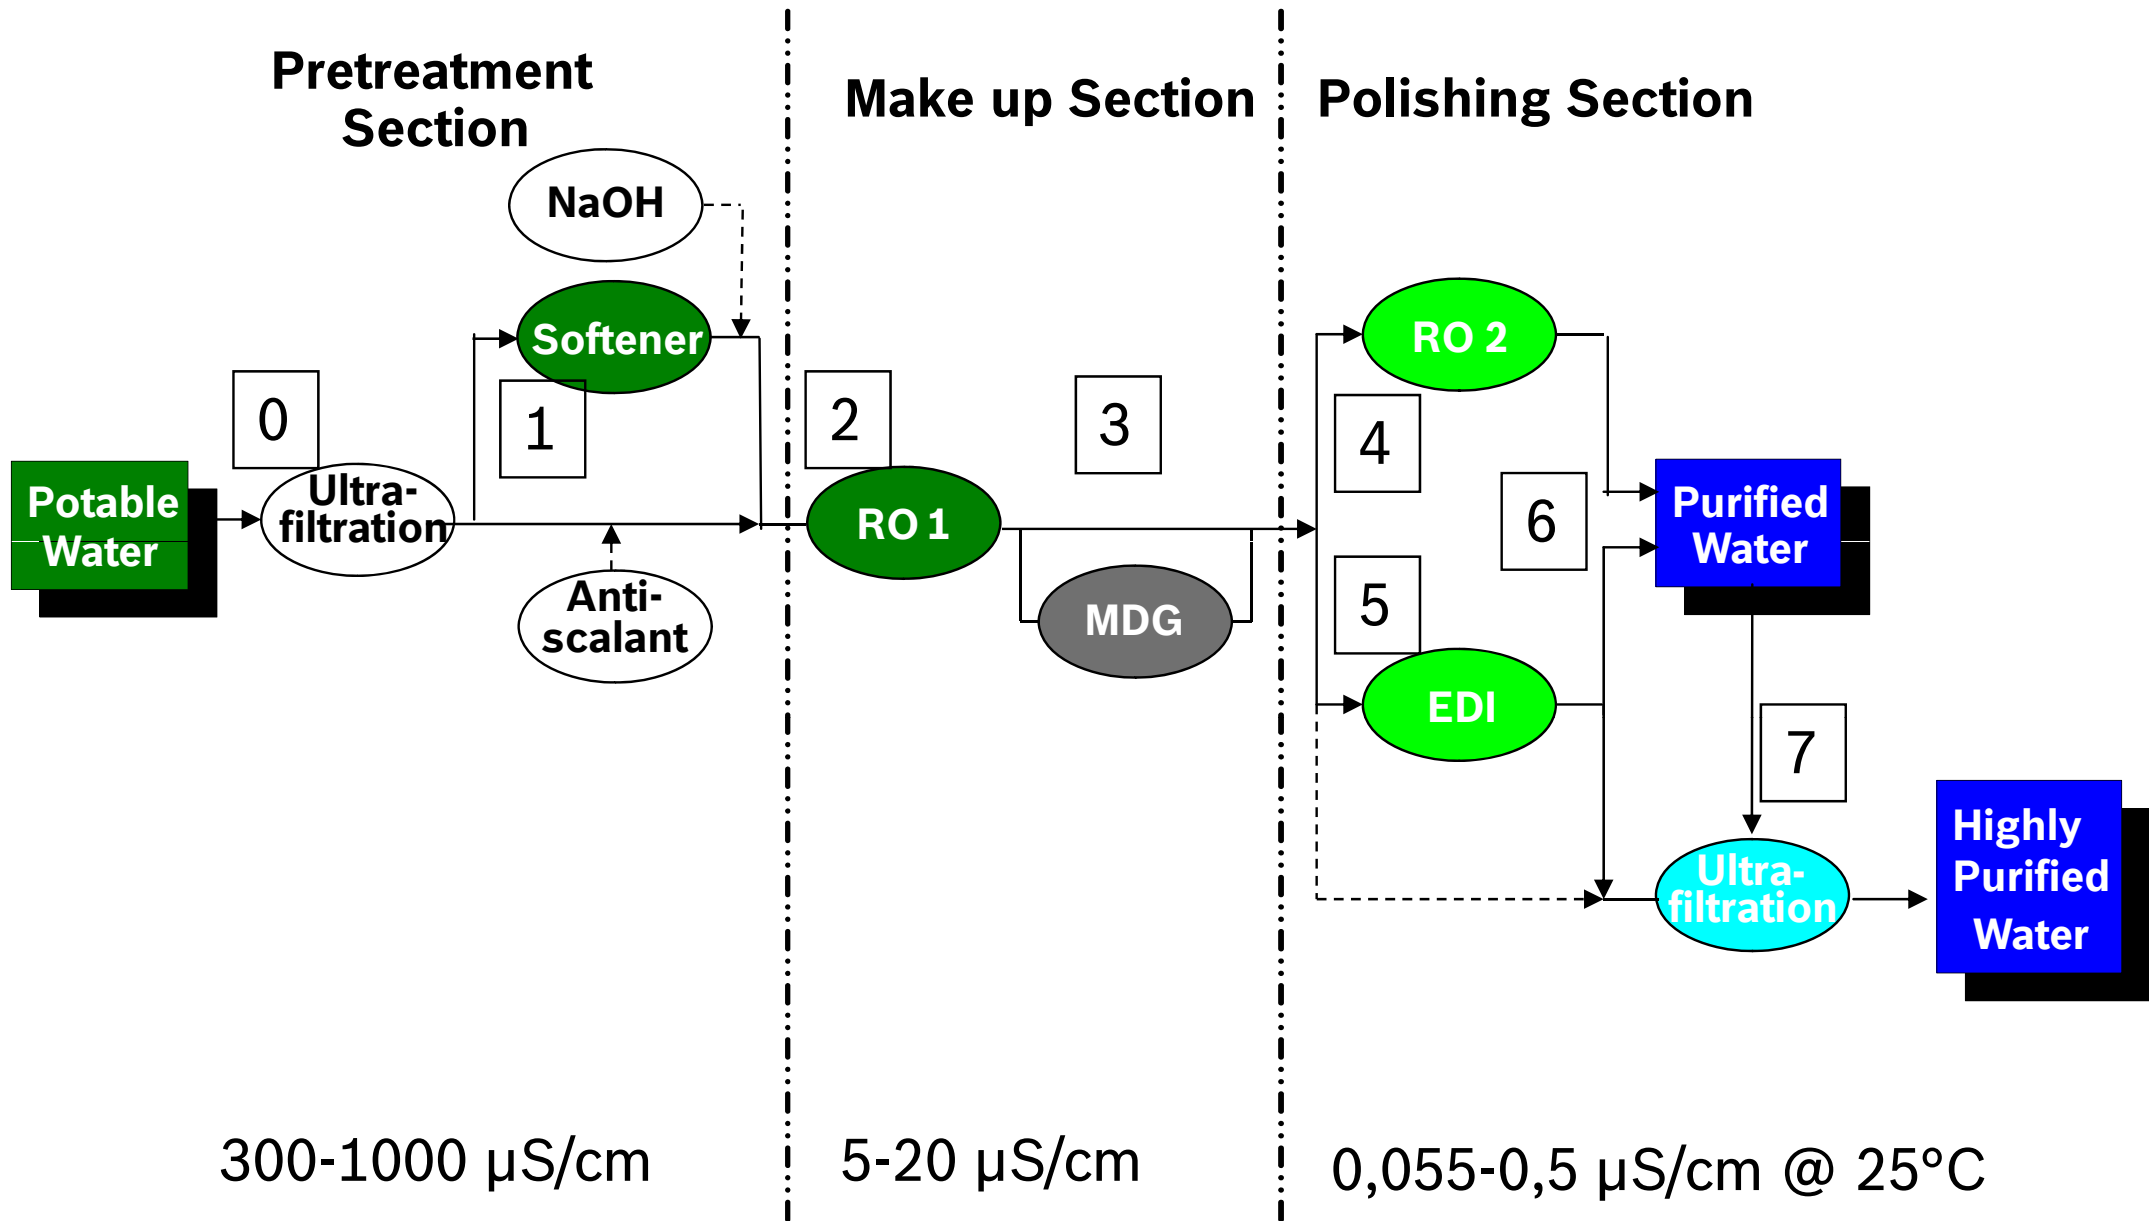 Pretreatment
Section
Make up Section
Polishing Section
NaOH
Softener
RO 2
0
1
2
3
4
Potable
Water
Ultra-
filtration
RO 1
6
Purified
Water
Anti-
scalant
MDG
5
EDI
7
Highly
Purified
Water
Ultra-
filtration
300-1000 µS/cm
5-20 µS/cm
0,055-0,5 µS/cm @ 25°C